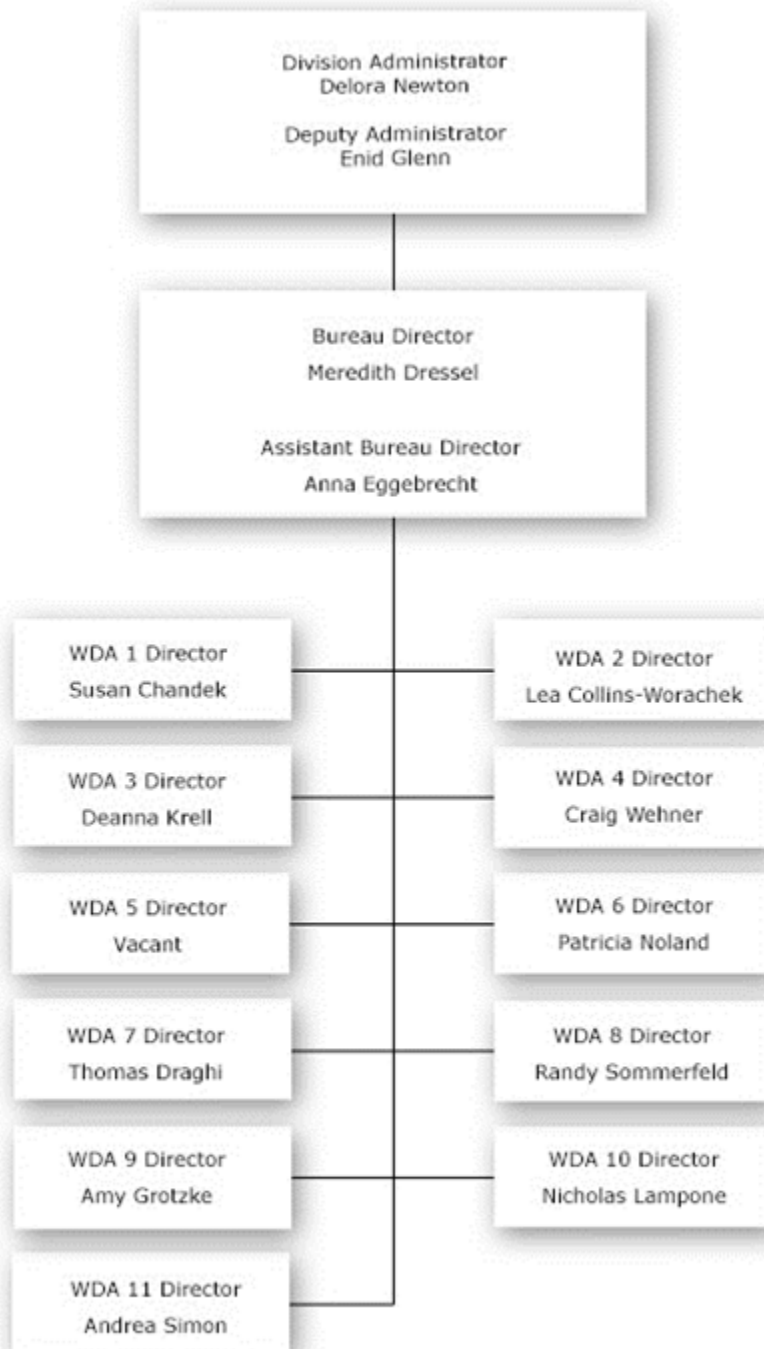 Division Administrator
Delora Newton
Deputy Administrator
Enid Glenn
Bureau Director
Meredith Dressel
Assistant Bureau Director
Anna Eggebrecht
WDA 1 Director
Susan Chandek
WDA 2 Director
Lea Collins-Worachek
WDA 3 Director
Deanna Krell
WDA 4 Director
Craig Wehner
WDA 5 Director
Vacant
WDA 6 Director
Patricia Noland
WDA 7 Director
Thomas Draghi
WDA 8 Director
Randy Sommerfeld
WDA 9 Director
Amy Grotzke
WDA 10 Director
Nicholas Lampone
WDA 11 Director
Andrea Simon